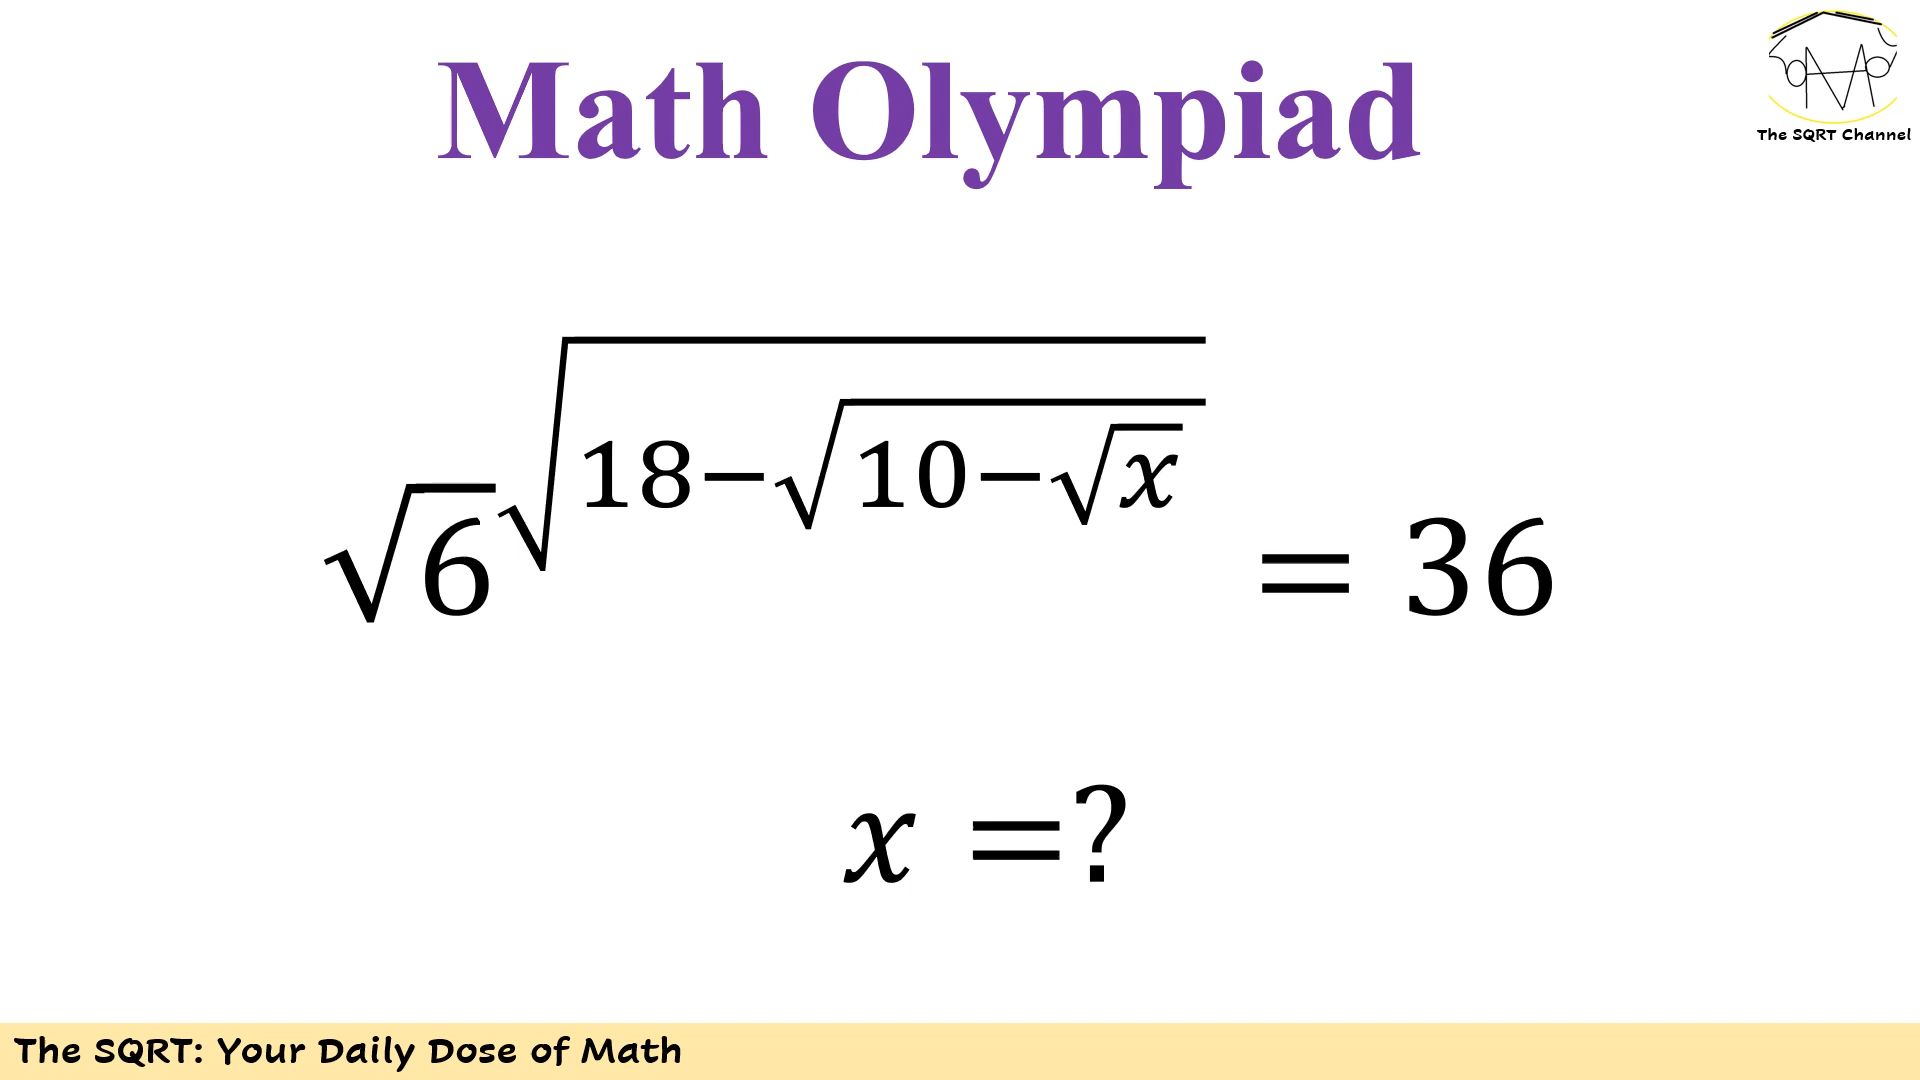 Math Olympiad
The SQRT Channel
√6^√(18−√(10−√x)) = 36
x =?
The SQRT: Your Daily Dose of Math